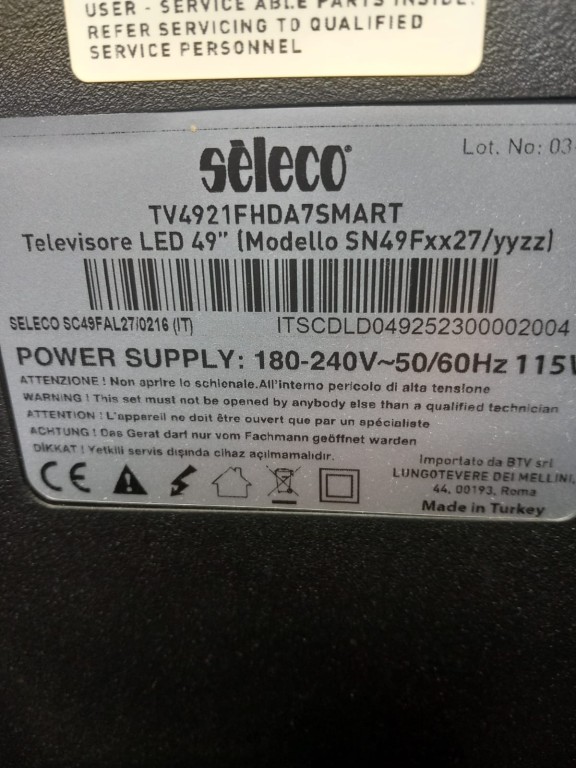 USER - SERVICE ABLE PARTS INSIDE.
REFER SERVICING TO QUALIFIED
SERVICE PERSONNEL
Lot. No: 03-
sèleco®
TV4921FHDA7SMART
Televisore LED 49" (Modello SN49Fxx27/yyzz)
SELECO SC49FAL27/0216 (IT)
ITSCDLD049252300002004
POWER SUPPLY: 180-240V~50/60Hz 115W
ATTENZIONE ! Non aprire lo schienale.All'interno pericolo di alta tensione
WARNING ! This set must not be opened by anybody else than a qualified technician
ATTENTION ! L'appareil ne doit être ouvert que par un spécialiste
ACHTUNG ! Das Gerat darf nur vom Fachmann geöffnet warden
DİKKAT ! Yetkili servis dışında cihaz açılmamalıdır.
CE
Importato da BTV srl
LUNGOTEVERE DEI MELLINI,
44, 00193, Roma
Made in Turkey